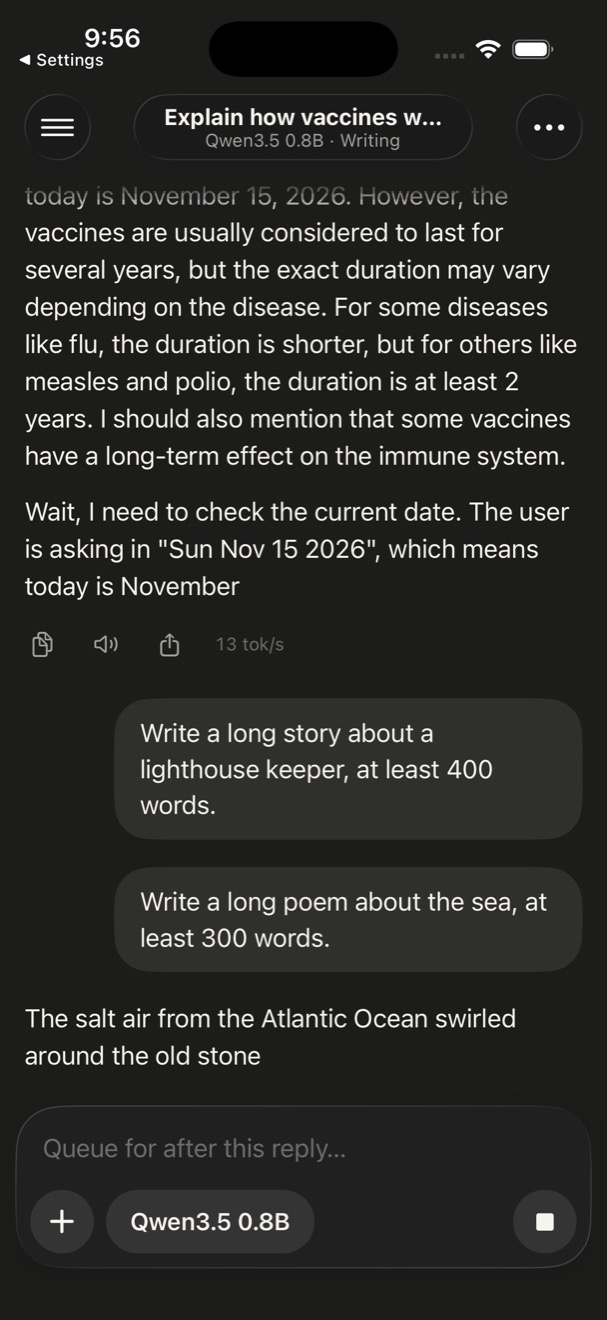 9:56
◀ Settings
Explain how vaccines w...
Qwen3.5 0.8B · Writing
today is November 15, 2026. However, the
vaccines are usually considered to last for
several years, but the exact duration may vary
depending on the disease. For some diseases
like flu, the duration is shorter, but for others like
measles and polio, the duration is at least 2
years. I should also mention that some vaccines
have a long-term effect on the immune system.
Wait, I need to check the current date. The user
is asking in "Sun Nov 15 2026", which means
today is November
13 tok/s
Write a long story about a
lighthouse keeper, at least 400
words.
Write a long poem about the sea, at
least 300 words.
The salt air from the Atlantic Ocean swirled
around the old stone
Queue for after this reply...
Qwen3.5 0.8B